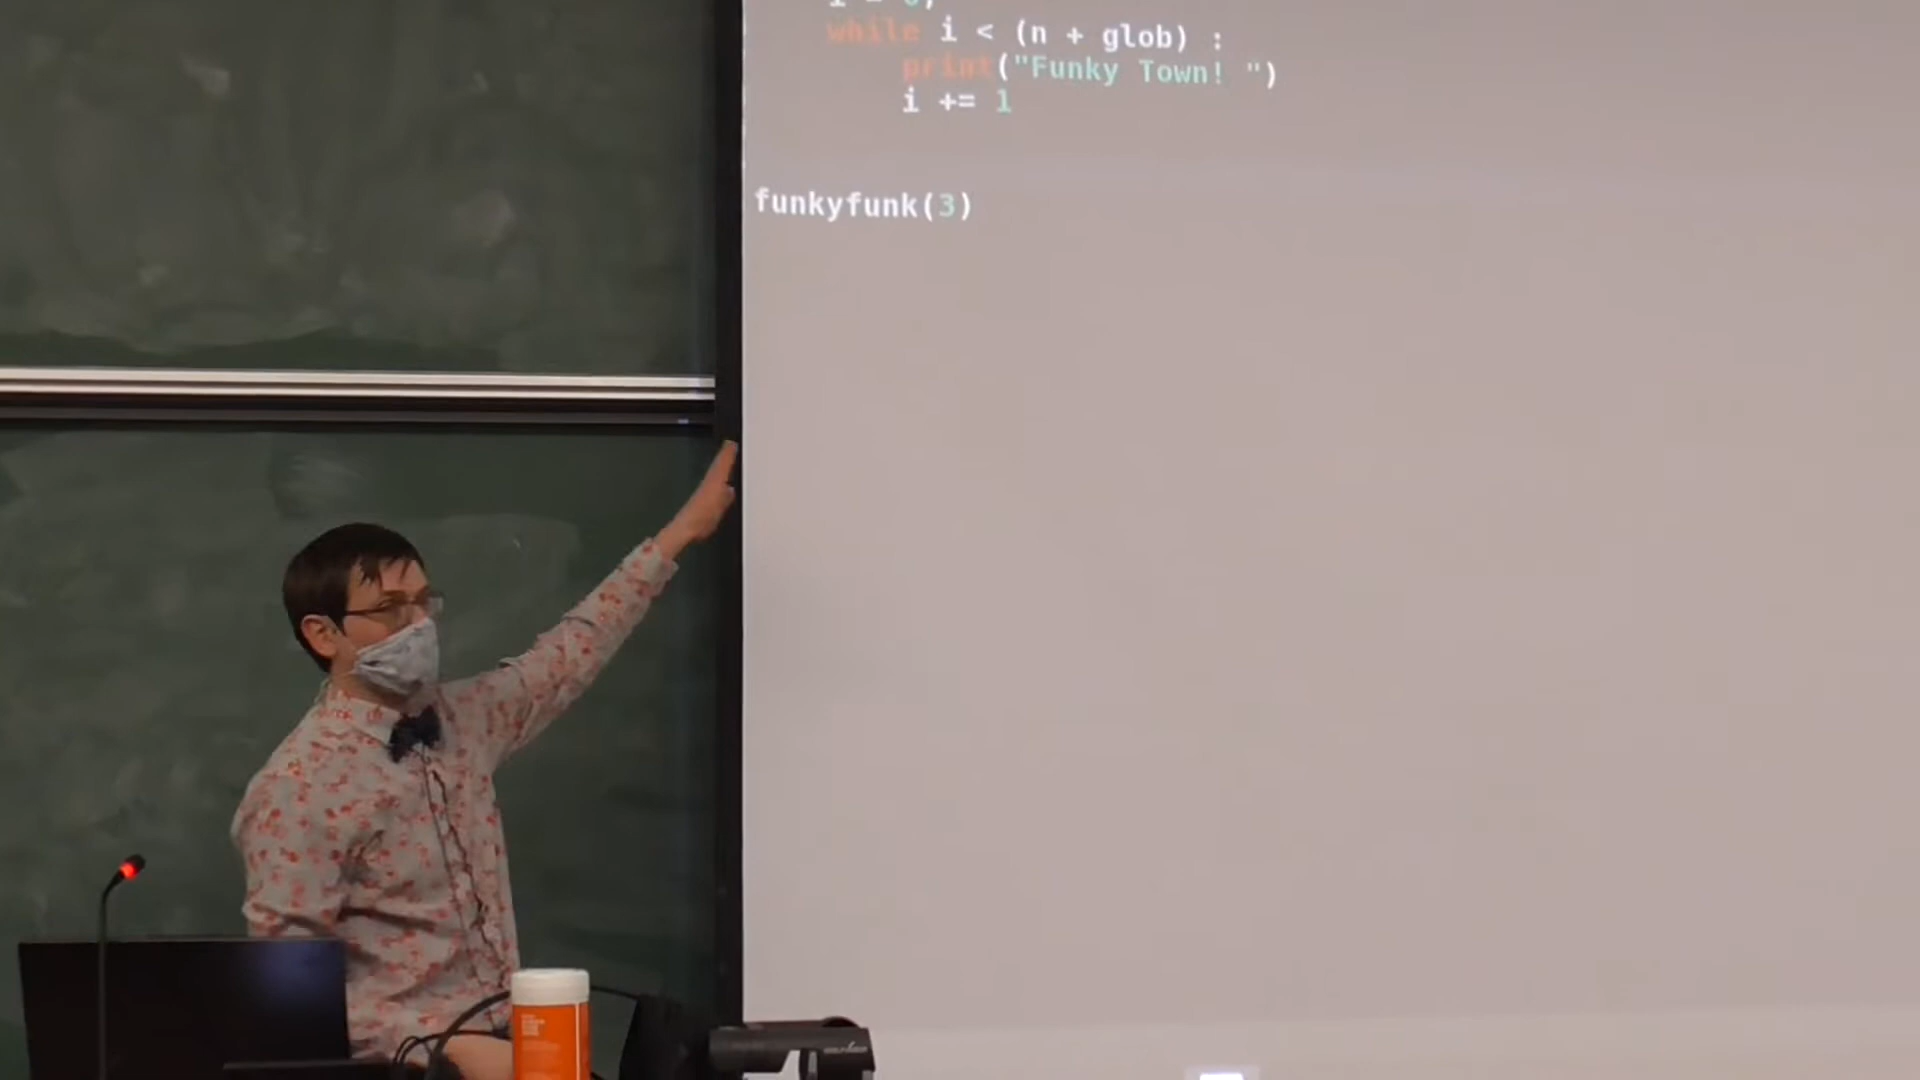 while i < (n + glob) :
print("Funky Town! ")
i += 1
funkyfunk(3)